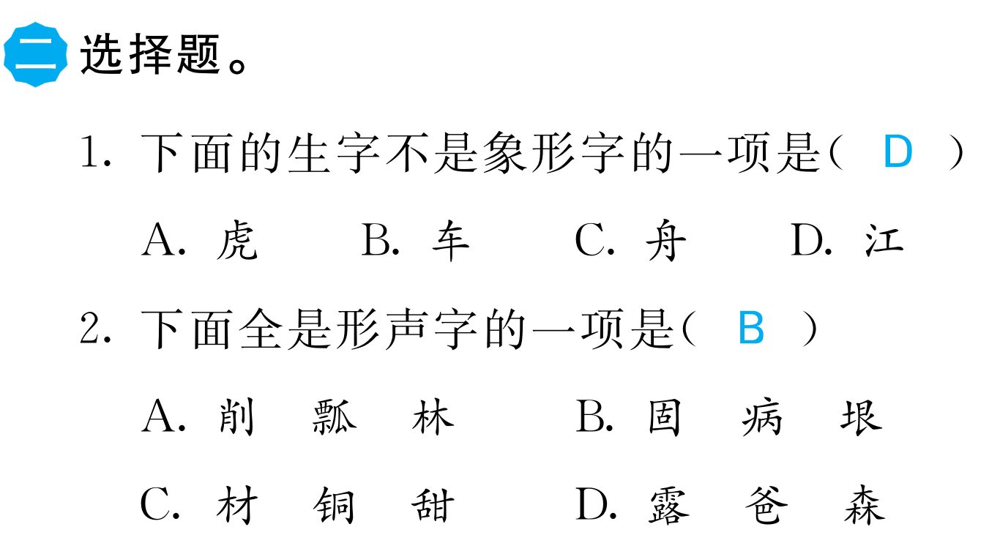 二 选择题。
1. 下面的生字不是象形字的一项是( D )
A. 虎 B. 车 C. 舟 D. 江
2. 下面全是形声字的一项是( B )
A. 削 瓢 林 B. 固 病 垠
C. 材 铜 甜 D. 露 爸 森